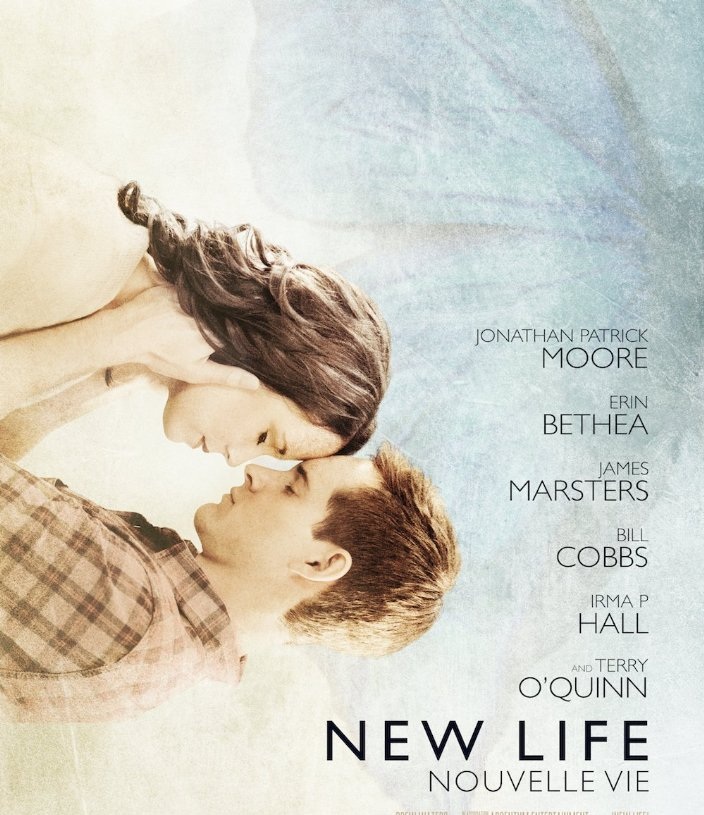 JONATHAN PATRICK
MOORE
ERIN
BETHEA
JAMES
MARSTERS
BILL
COBBS
IRMA P
HALL
AND TERRY
O'QUINN
NEW LIFE
NOUVELLE VIE